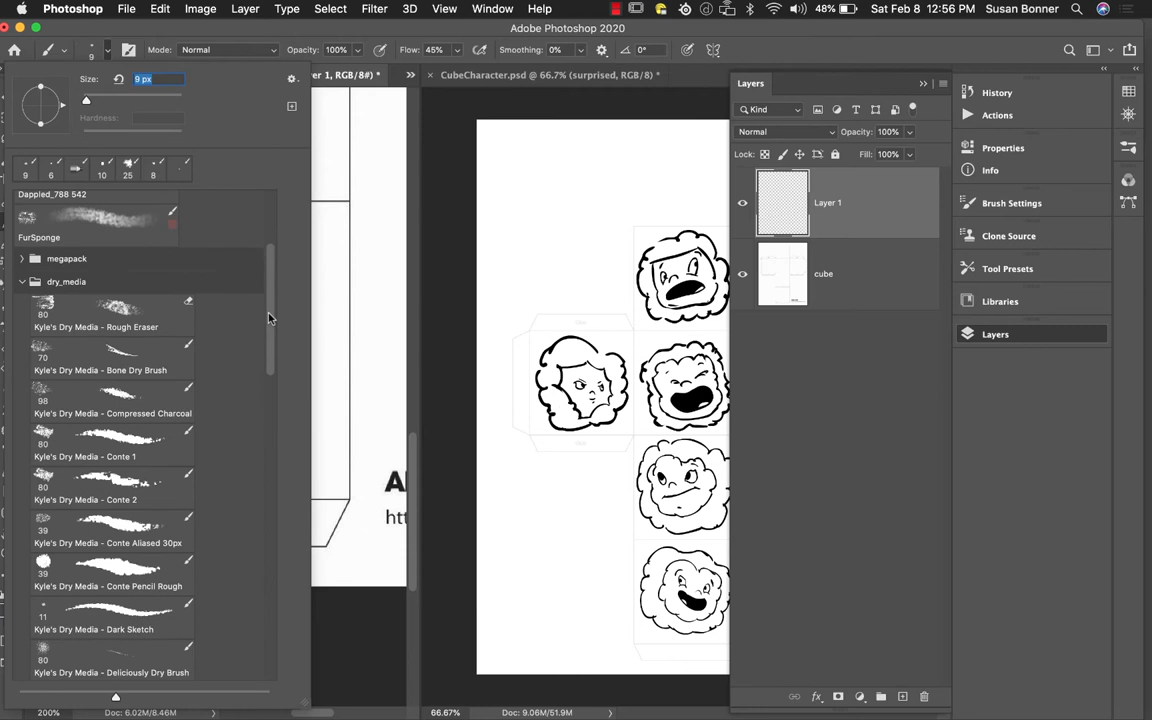 Photoshop File Edit Image Layer Type Select Filter 3D View Window Help 48% Sat Feb 8 12:56 PM Susan Bonner
Adobe Photoshop 2020
9 Mode: Normal Opacity: 100% Flow: 45% Smoothing: 0% 0°
Size: 9 px
Hardness:
er 1, RGB/8#) *
CubeCharacter.psd @ 66.7% (surprised, RGB/8) *
9 6 10 25 8
Dappled_788 542
FurSponge
megapack
dry_media
80
Kyle's Dry Media - Rough Eraser
70
Kyle's Dry Media - Bone Dry Brush
98
Kyle's Dry Media - Compressed Charcoal
80
Kyle's Dry Media - Conte 1
80
Kyle's Dry Media - Conte 2
39
Kyle's Dry Media - Conte Aliased 30px
39
Kyle's Dry Media - Conte Pencil Rough
11
Kyle's Dry Media - Dark Sketch
80
Kyle's Dry Media - Deliciously Dry Brush
200% Doc: 6.02M/8.46M
htt
66.67% Doc: 9.06M/51.9M
Layers
Kind
Normal Opacity: 100%
Lock: Fill: 100%
Layer 1
cube
fx
History
Actions
Properties
Info
Brush Settings
Clone Source
Tool Presets
Libraries
Layers